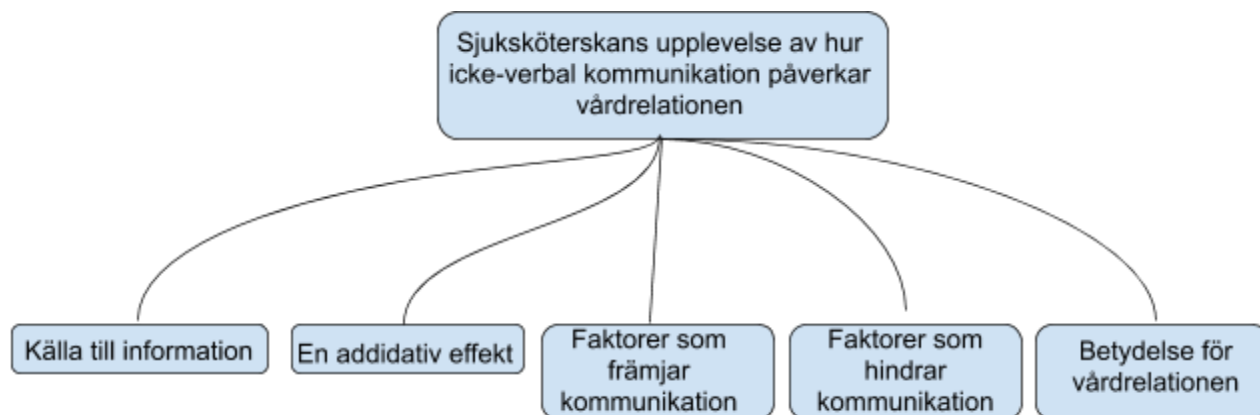 Sjuksköterskans upplevelse av hur
icke-verbal kommunikation påverkar
vårdrelationen
Källa till information
En addidativ effekt
Faktorer som
främjar
kommunikation
Faktorer som
hindrar
kommunikation
Betydelse för
vårdrelationen